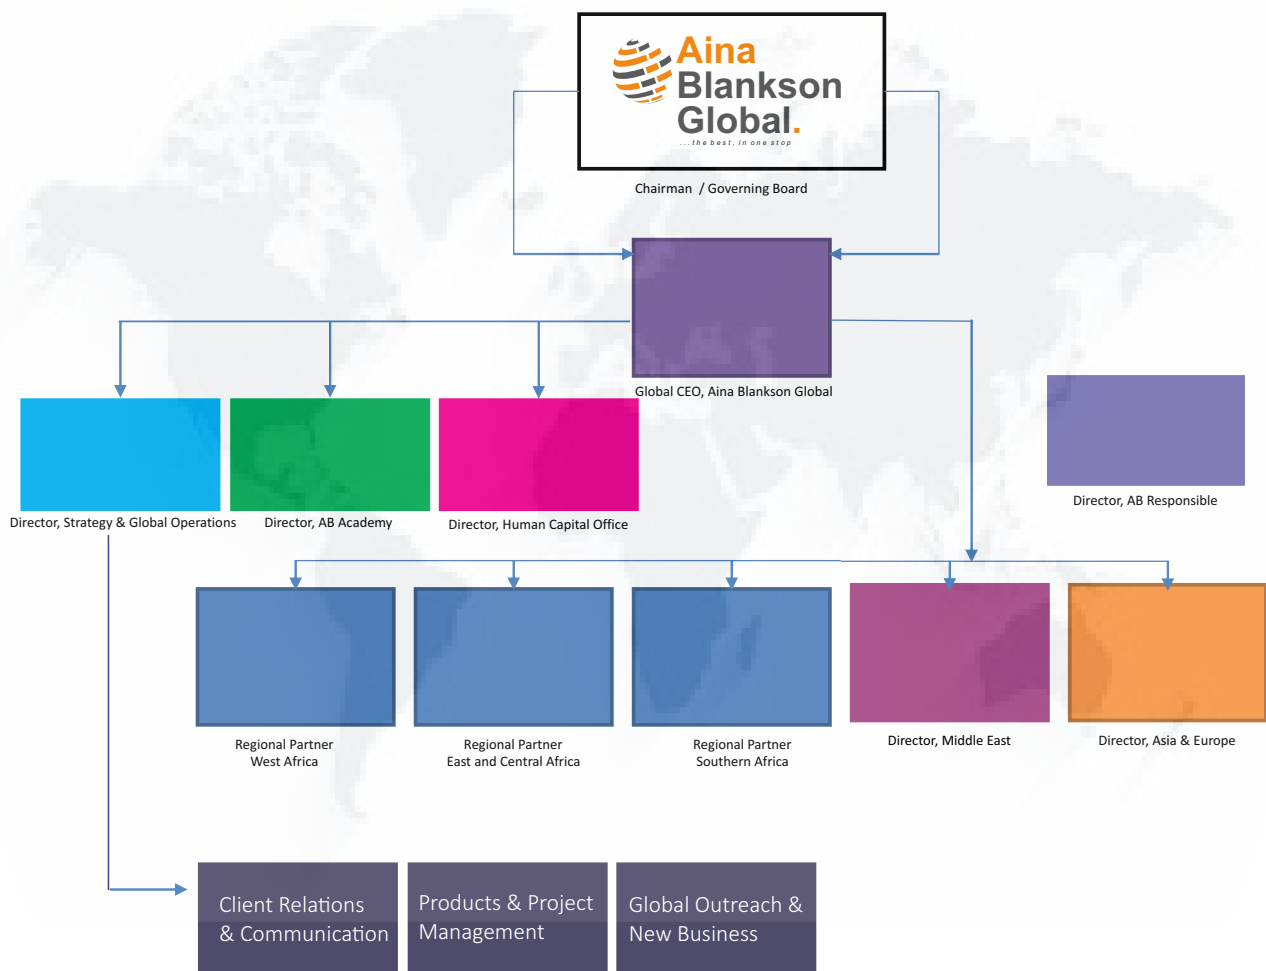 Aina
Blankson
Global.
...the best, in one stop
Chairman / Governing Board
Global CEO, Aina Blankson Global
Director, Strategy & Global Operations
Director, AB Academy
Director, Human Capital Office
Director, AB Responsible
Regional Partner
West Africa
Regional Partner
East and Central Africa
Regional Partner
Southern Africa
Director, Middle East
Director, Asia & Europe
Client Relations
& Communication
Products & Project
Management
Global Outreach &
New Business